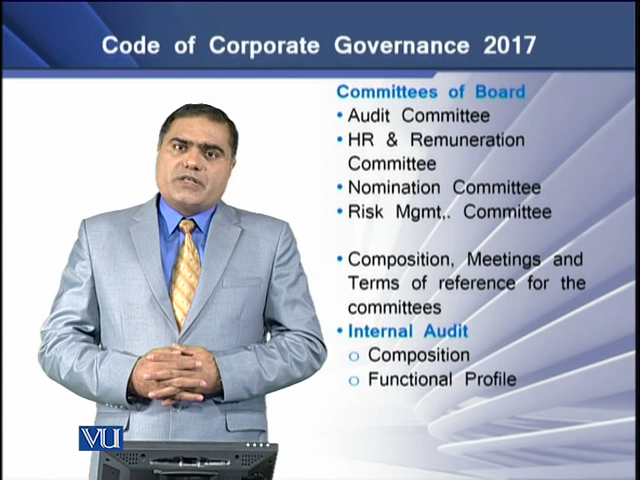 Code of Corporate Governance 2017
Committees of Board
• Audit Committee
• HR & Remuneration
Committee
• Nomination Committee
• Risk Mgmt,. Committee
• Composition, Meetings and
Terms of reference for the
committees
• Internal Audit
o Composition
o Functional Profile
VU